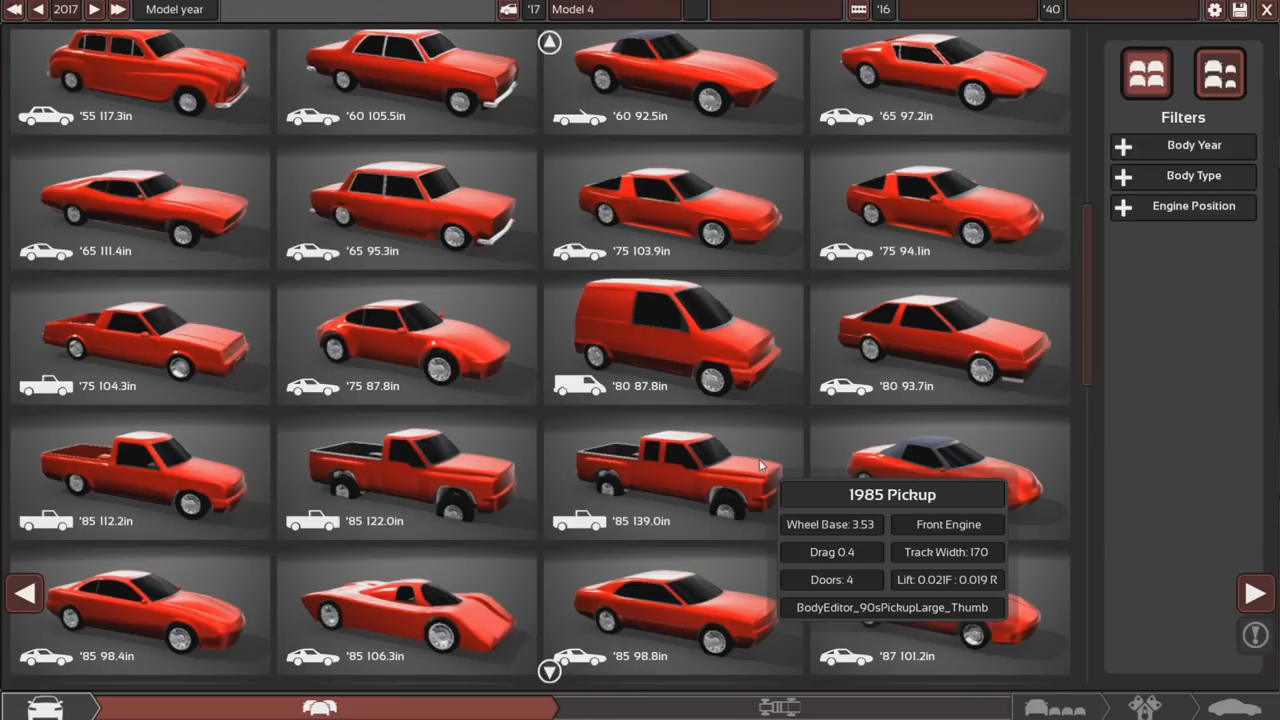 2017
Model year
'17
Model 4
'16
'40
'55 117.3in
'60 105.5in
'60 92.5in
'65 97.2in
Filters
Body Year
Body Type
Engine Position
'65 111.4in
'65 95.3in
'75 103.9in
'75 94.1in
'75 104.3in
'75 87.8in
'80 87.8in
'80 93.7in
'85 112.2in
'85 122.0in
'85 139.0in
1985 Pickup
Wheel Base: 3.53
Front Engine
Drag 0.4
Track Width: 170
Doors: 4
Lift: 0.021F : 0.019 R
BodyEditor_90sPickupLarge_Thumb
'85 98.4in
'85 106.3in
'85 98.8in
'87 101.2in